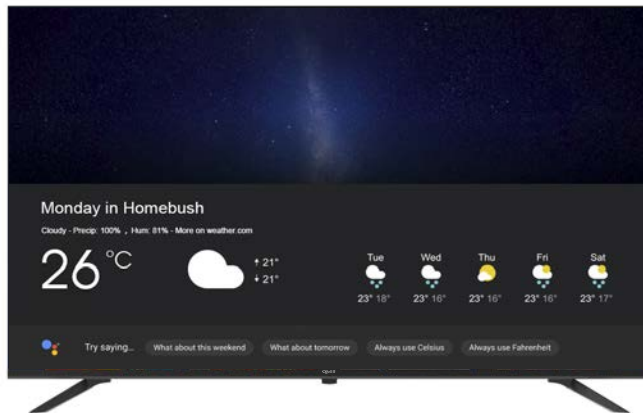 Monday in Homebush
Cloudy - Precip: 100% , Hum: 81% - More on weather.com
26 °C
↑ 21°
↓ 21°
Tue Wed Thu Fri Sat
23° 18° 23° 16° 23° 16° 23° 16° 23° 17°
Try saying... What about this weekend What about tomorrow Always use Celsius Always use Fahrenheit